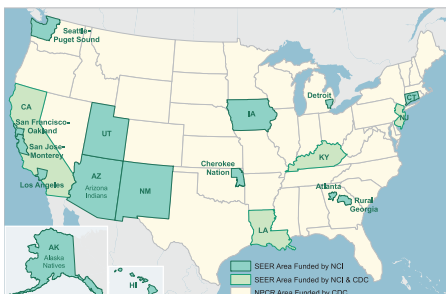 Seattle-
Puget Sound
CA
San Francisco-
Oakland
San Jose-
Monterey
Los Angeles
UT
AZ
Arizona
Indians
NM
IA
Detroit
CT
NJ
KY
Cherokee
Nation
Atlanta
Rural
Georgia
LA
AK
Alaska
Natives
HI
SEER Area Funded by NCI
SEER Area Funded by NCI & CDC
NPCR Area Funded by CDC